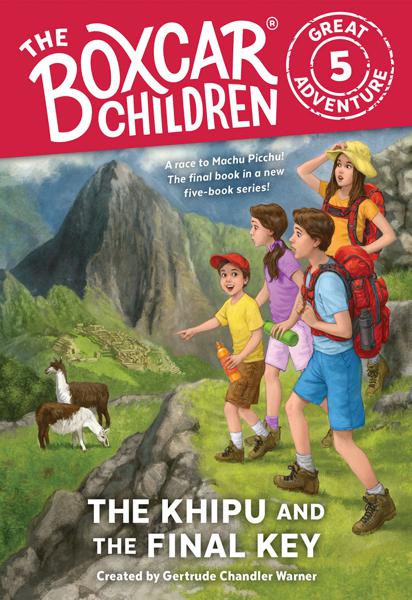 THE
BOXCAR®
CHILDREN
GREAT
5
ADVENTURE
A race to Machu Picchu!
The final book in a new
five-book series!
THE KHIPU AND
THE FINAL KEY
Created by Gertrude Chandler Warner